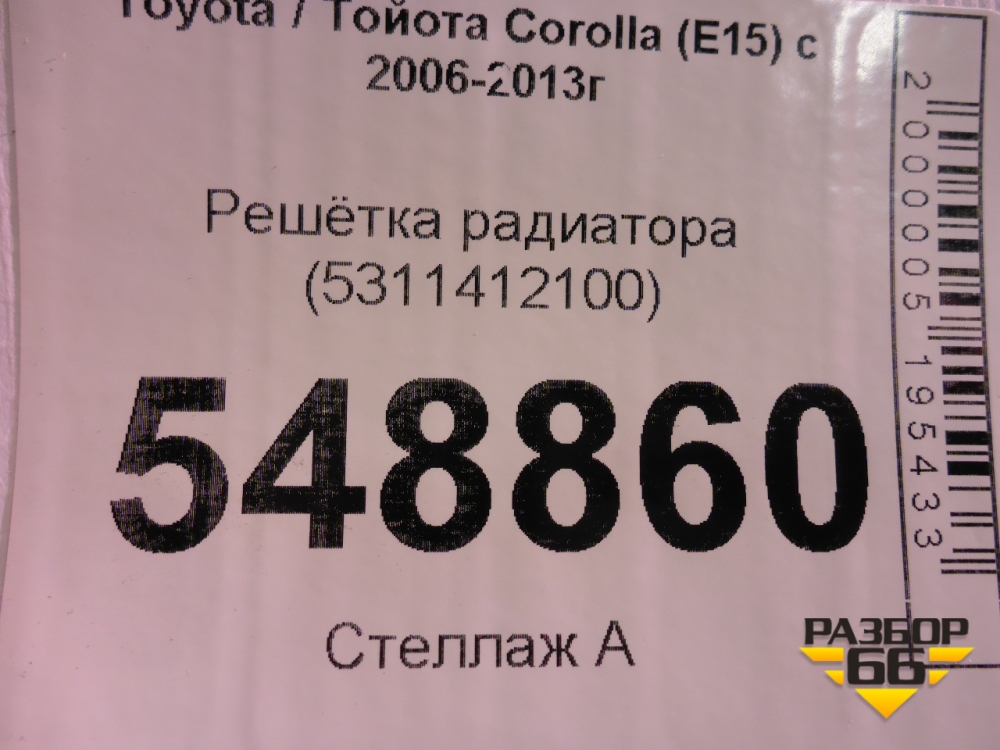 Toyota / Тойота Corolla (E15) с
2006-2013г
Решётка радиатора
(5311412100)
548860
Стеллаж А
2000005195433
РАЗБОР
66